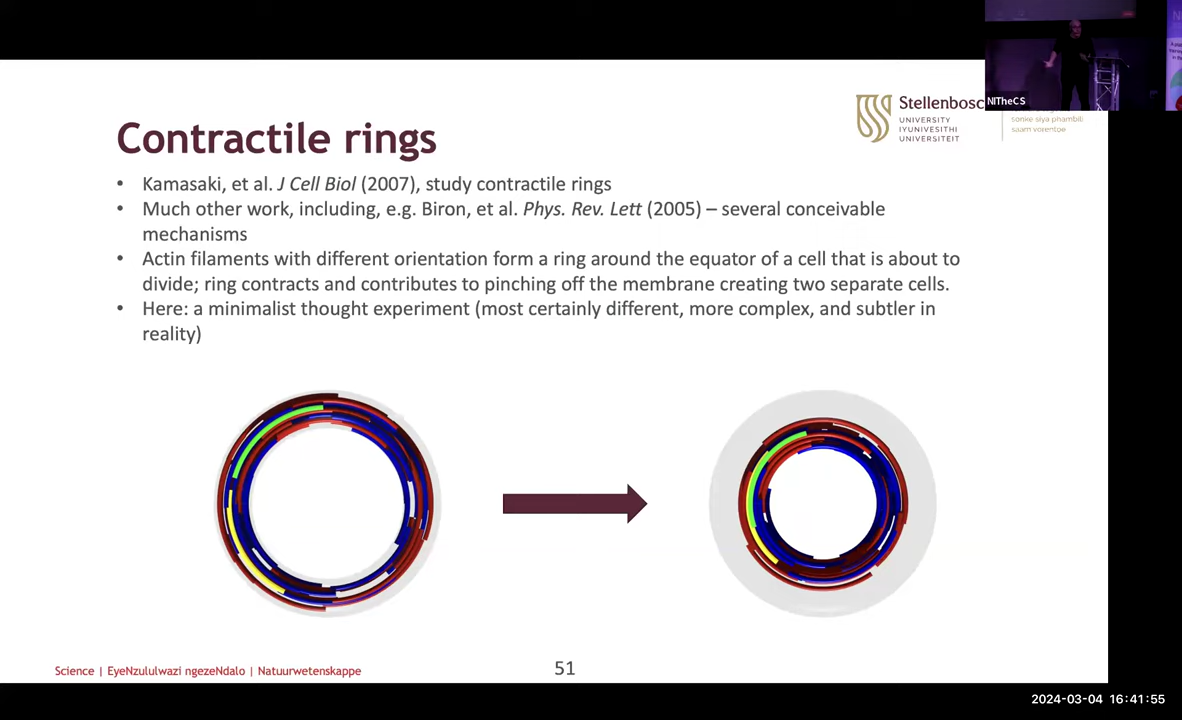 NITheCS
Stellenbosc
UNIVERSITY
IYUNIVESITHI
UNIVERSITEIT
sonke siya phambili
saam vorentoe
Contractile rings
• Kamasaki, et al. J Cell Biol (2007), study contractile rings
• Much other work, including, e.g. Biron, et al. Phys. Rev. Lett (2005) – several conceivable
mechanisms
• Actin filaments with different orientation form a ring around the equator of a cell that is about to
divide; ring contracts and contributes to pinching off the membrane creating two separate cells.
• Here: a minimalist thought experiment (most certainly different, more complex, and subtler in
reality)
Science | EyeNzululwazi ngezeNdalo | Natuurwetenskappe
51
2024-03-04 16:41:55